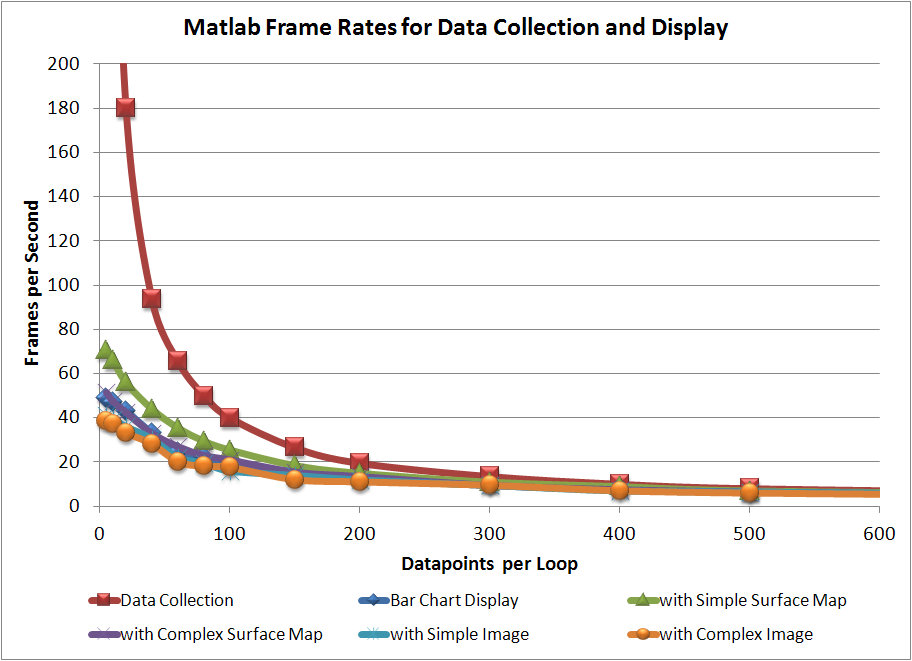 Matlab Frame Rates for Data Collection and Display
200
180
160
140
120
100
80
60
40
20
0
Frames per Second
0 100 200 300 400 500 600
Datapoints per Loop
Data Collection Bar Chart Display with Simple Surface Map
with Complex Surface Map with Simple Image with Complex Image